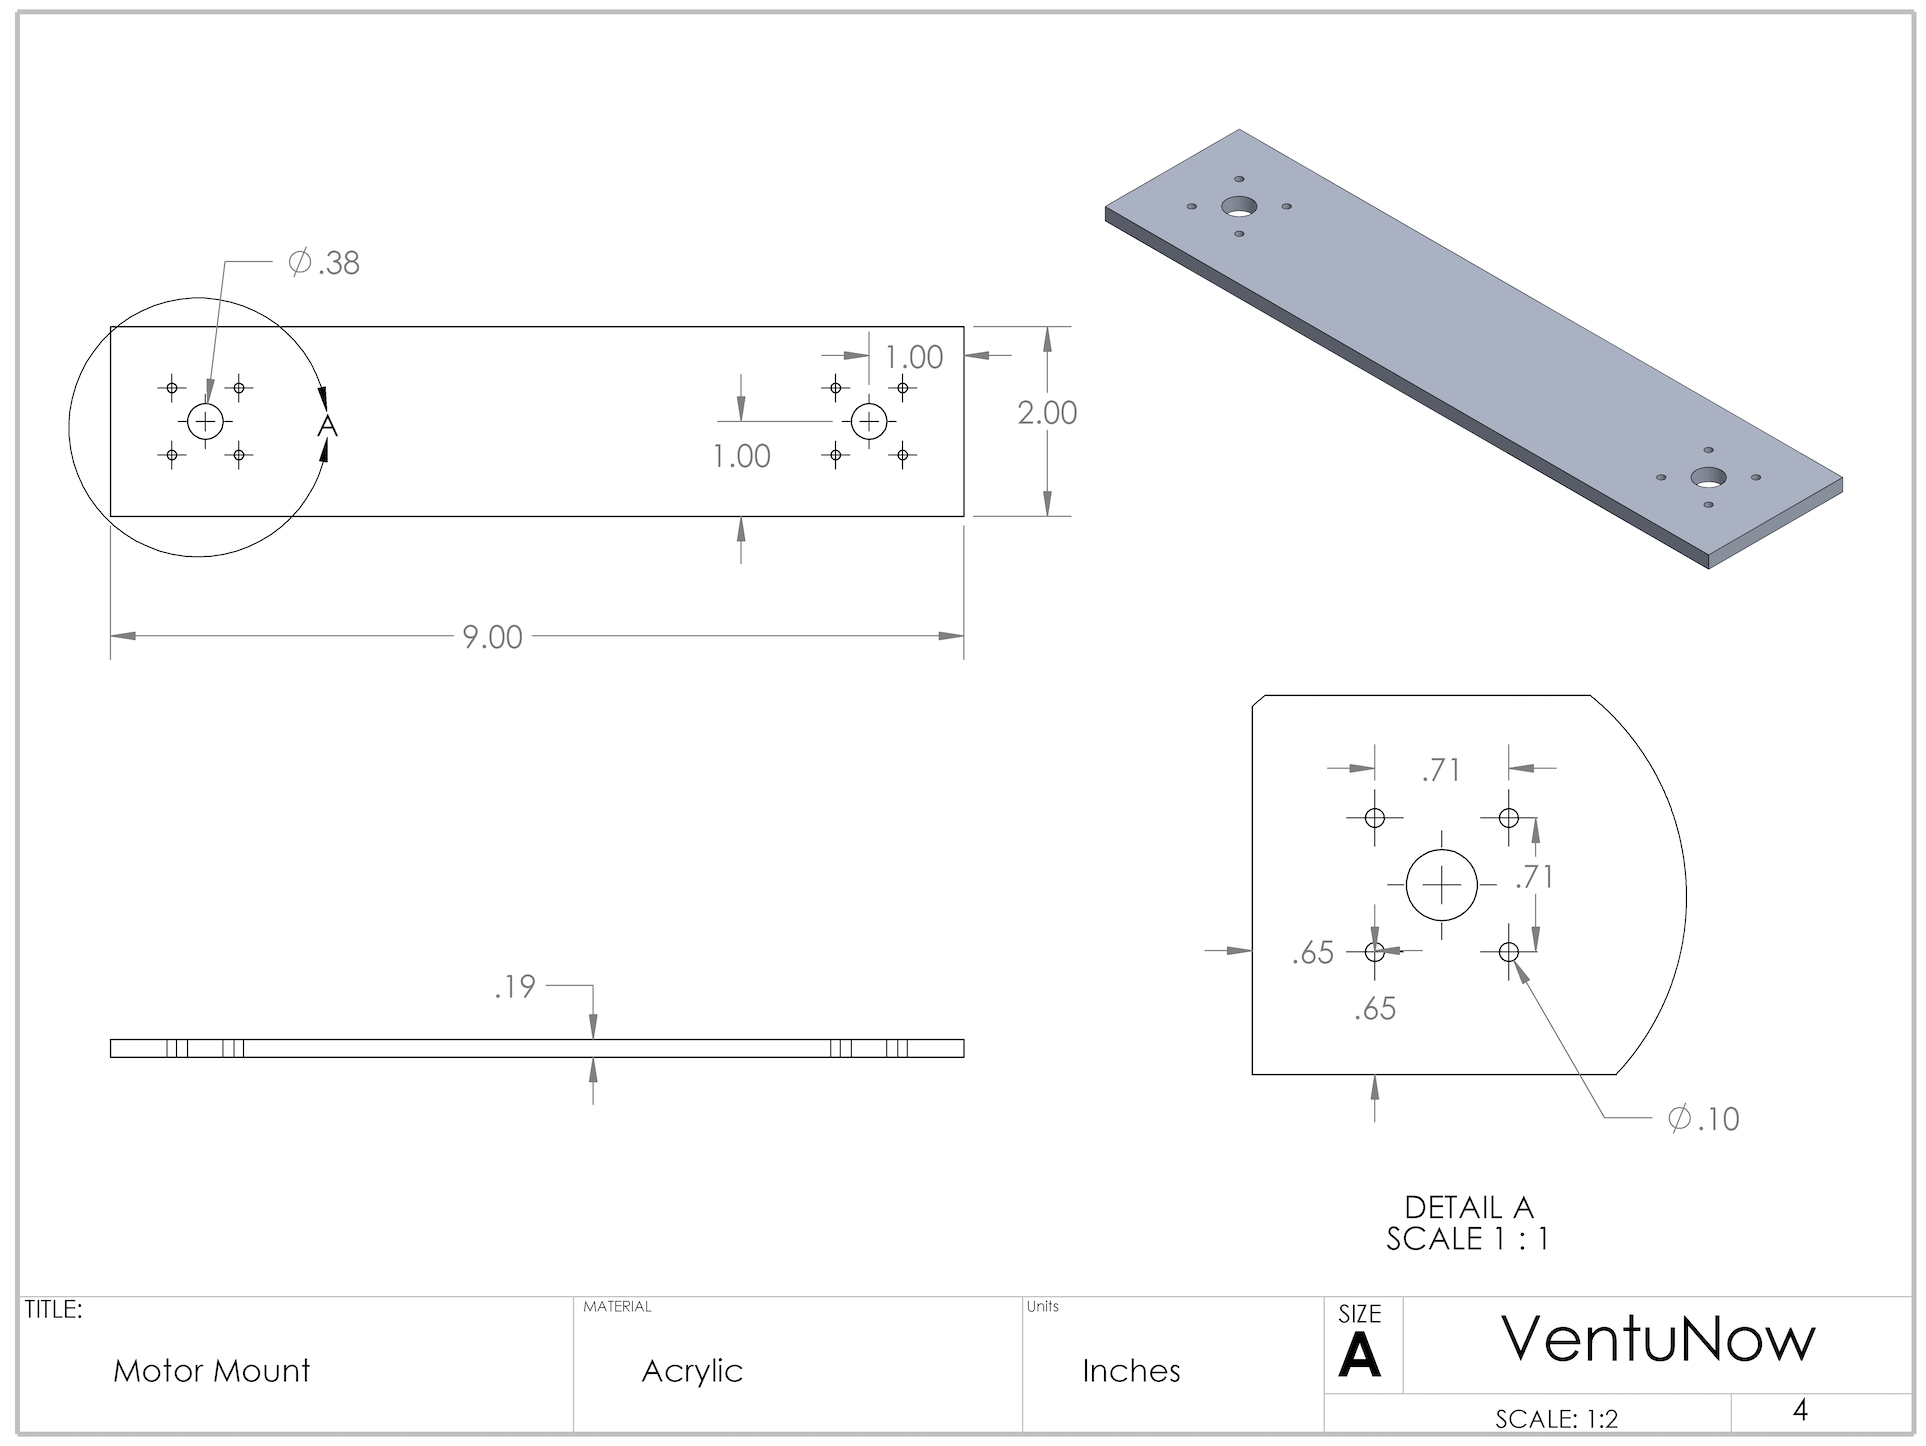 ⌀.38
A
1.00
2.00
1.00
9.00
.71
.71
.65
.65
⌀.10
.19
DETAIL A
SCALE 1 : 1
TITLE:
Motor Mount
MATERIAL
Acrylic
Units
Inches
SIZE
A
VentuNow
SCALE: 1:2
4